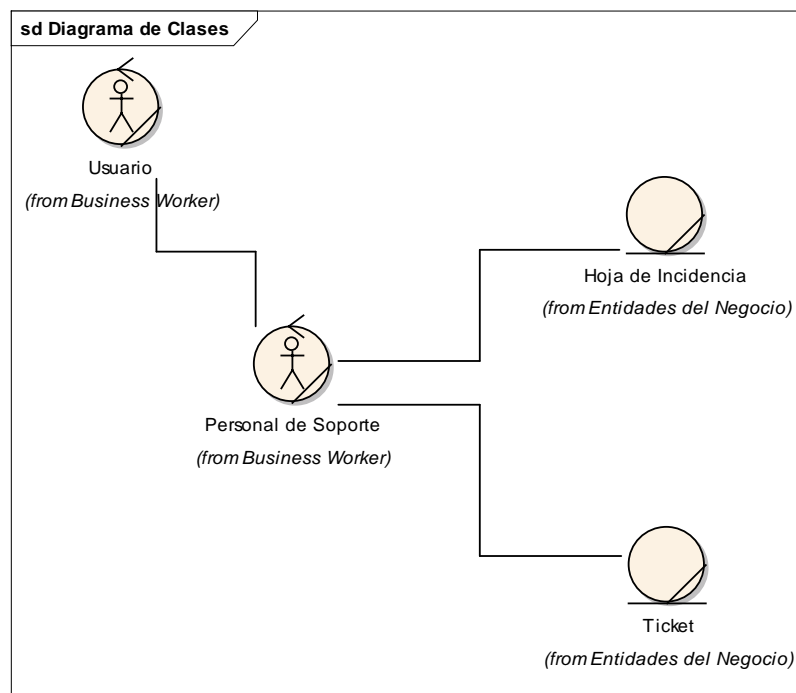 sd Diagrama de Clases
Usuario
(from Business Worker)
Hoja de Incidencia
(from Entidades del Negocio)
Personal de Soporte
(from Business Worker)
Ticket
(from Entidades del Negocio)